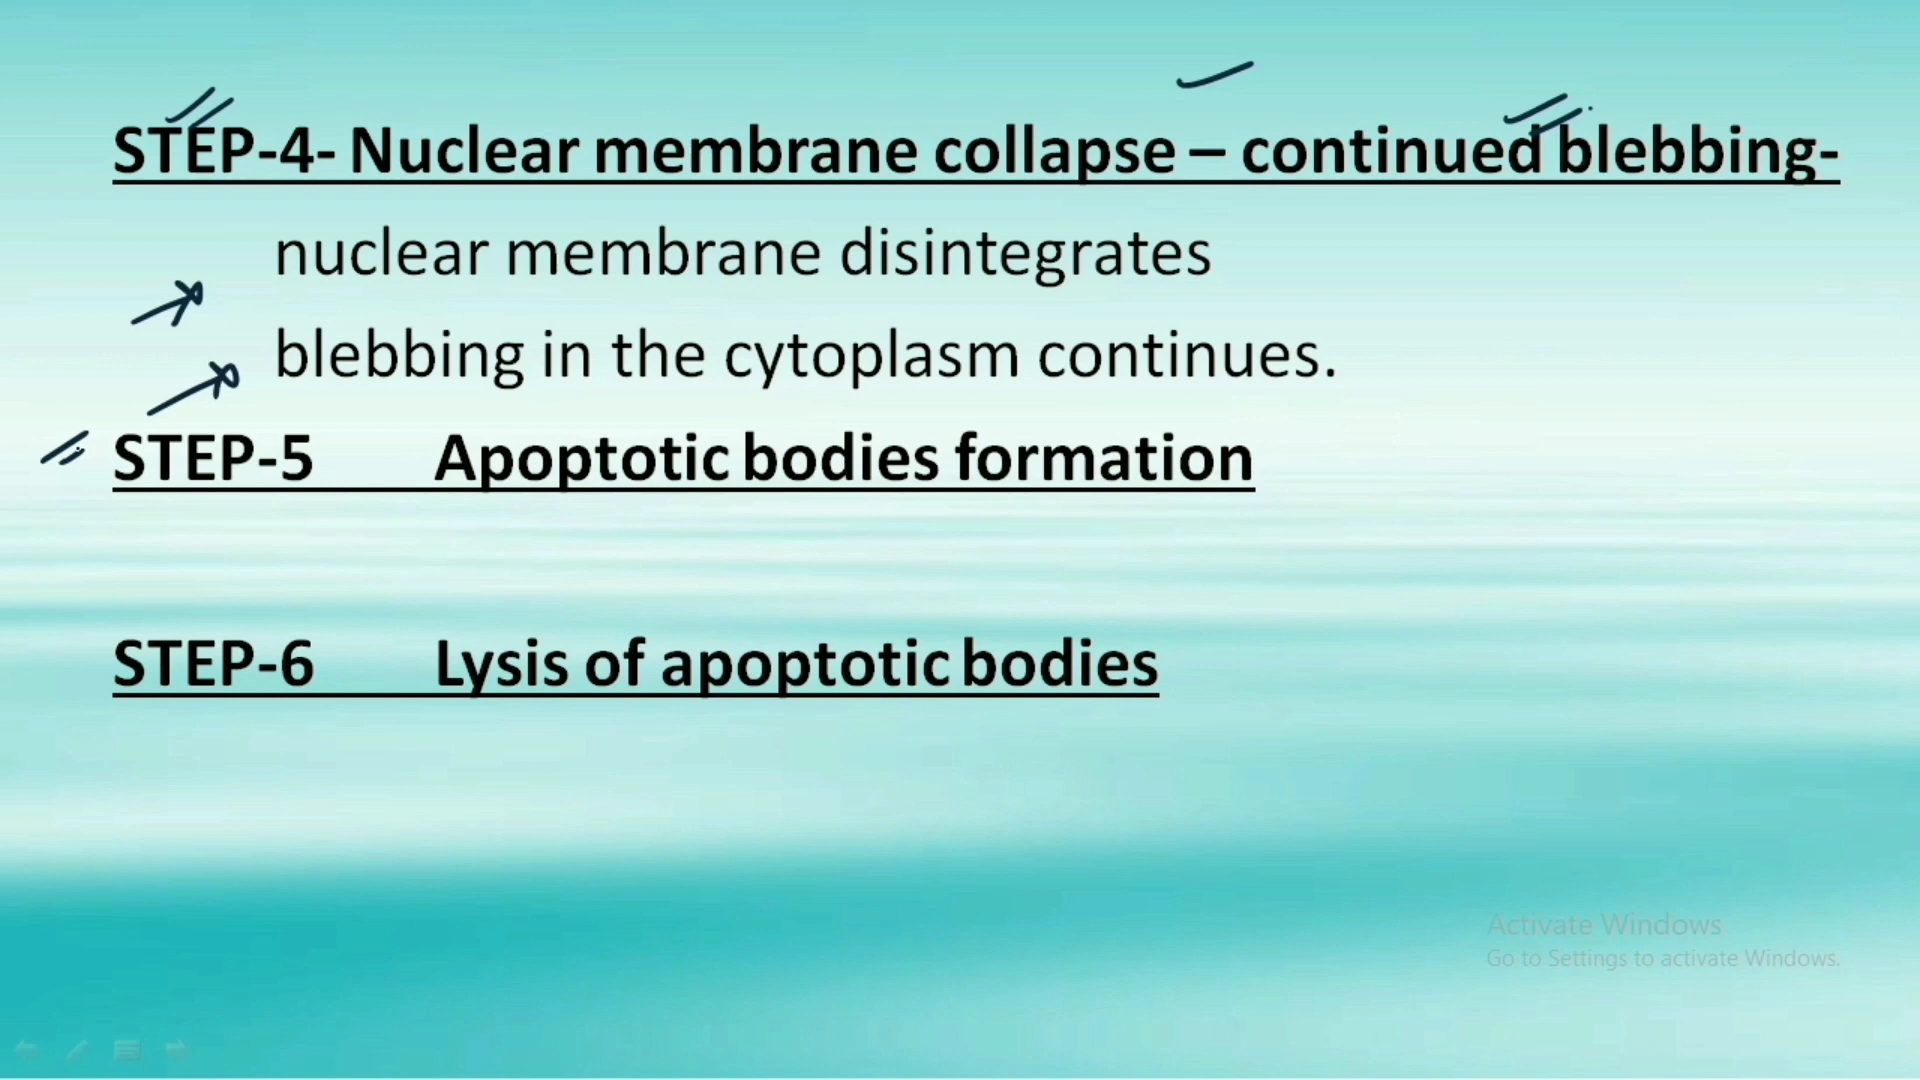 STEP-4- Nuclear membrane collapse – continued blebbing-
nuclear membrane disintegrates
blebbing in the cytoplasm continues.
STEP-5 Apoptotic bodies formation
STEP-6 Lysis of apoptotic bodies
Activate Windows
Go to Settings to activate Windows.